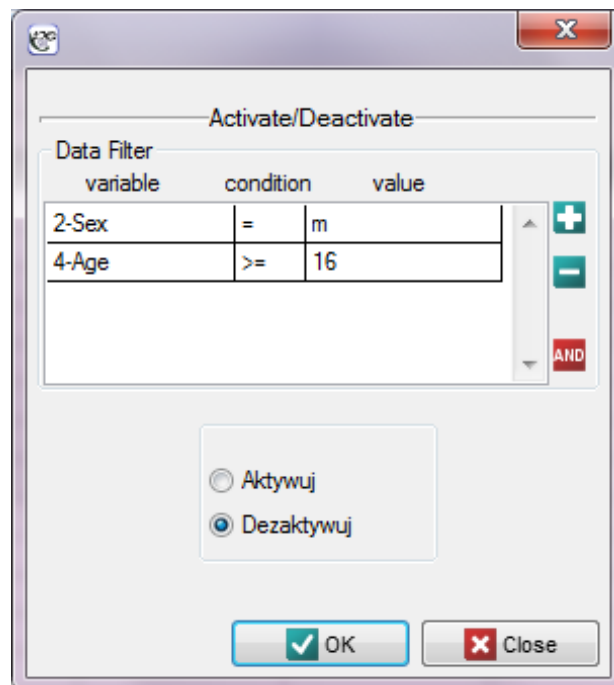 Activate/Deactivate
Data Filter
variable condition value
2-Sex = m
4-Age >= 16
AND
Aktywuj
Dezaktywuj
OK Close